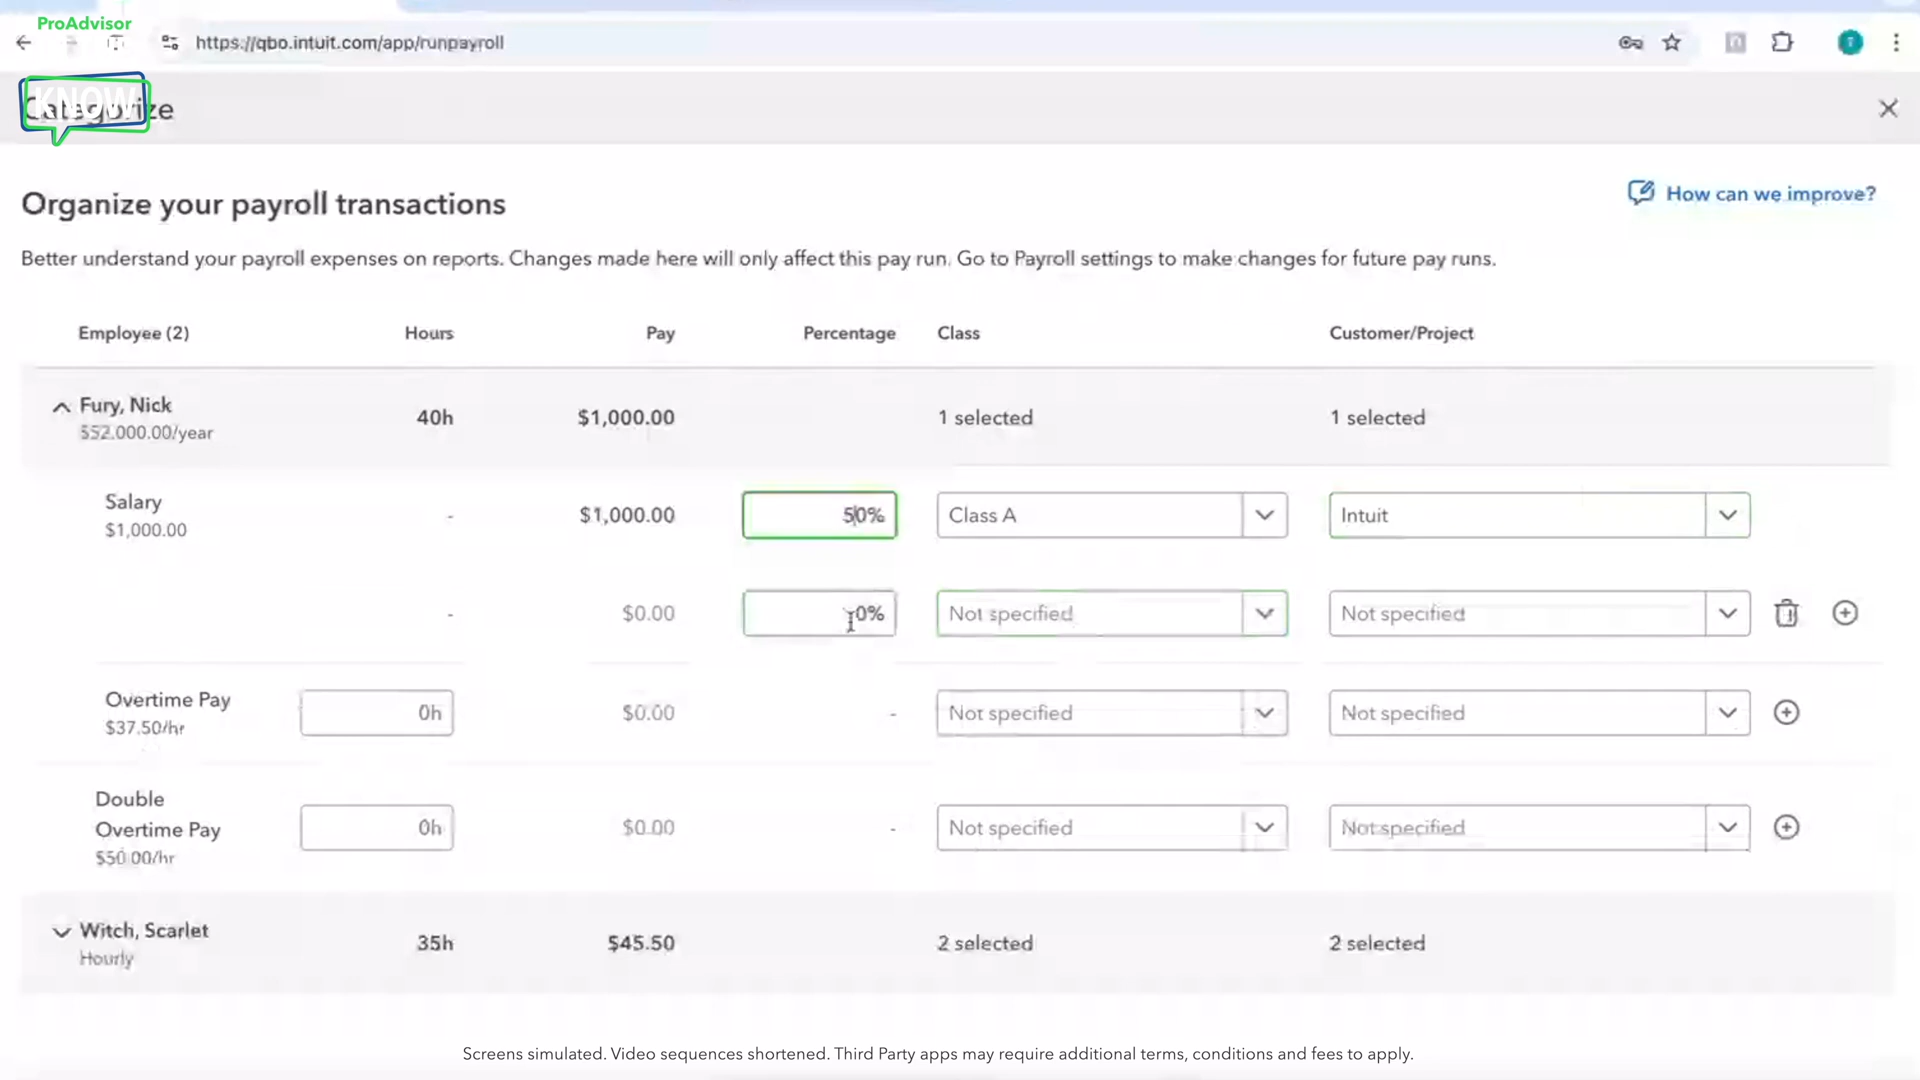 ProAdvisor
https://qbo.intuit.com/app/runpayroll
KNOW
Categorize
Organize your payroll transactions
How can we improve?
Better understand your payroll expenses on reports. Changes made here will only affect this pay run. Go to Payroll settings to make changes for future pay runs.
Employee (2) Hours Pay Percentage Class Customer/Project
Fury, Nick 40h $1,000.00 1 selected 1 selected
$52,000.00/year
Salary - $1,000.00 50% Class A Intuit
$1,000.00
- $0.00 0% Not specified Not specified
Overtime Pay 0h $0.00 - Not specified Not specified
$37.50/hr
Double
Overtime Pay 0h $0.00 - Not specified Not specified
$50.00/hr
Witch, Scarlet 35h $45.50 2 selected 2 selected
Hourly
Screens simulated. Video sequences shortened. Third Party apps may require additional terms, conditions and fees to apply.